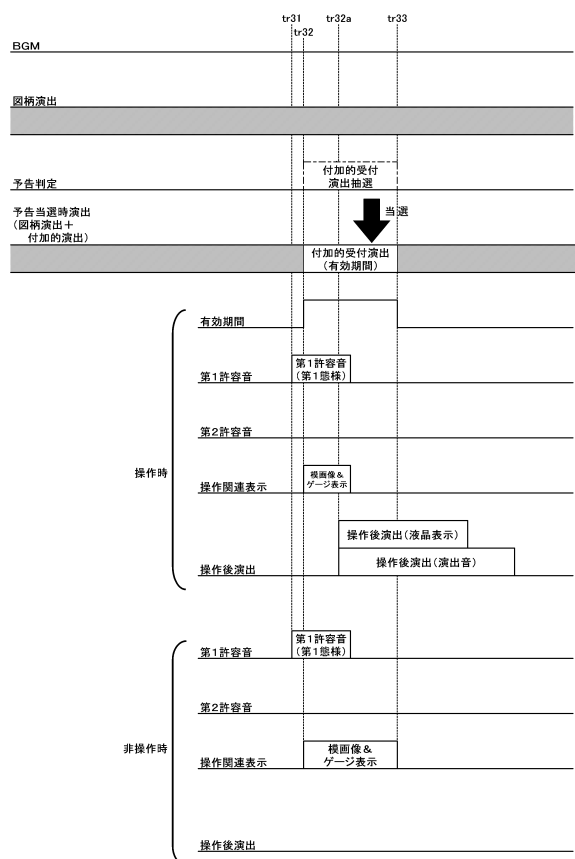 tr31
tr32
tr32a
tr33
BGM
図柄演出
付加的受付
演出抽選
予告判定
予告当選時演出
(図柄演出+
付加的演出)
当選
付加的受付演出
(有効期間)
操作時
有効期間
第1許容音
(第1態様)
第1許容音
第2許容音
模画像&
ゲージ表示
操作関連表示
操作後演出(液晶表示)
操作後演出(演出音)
操作後演出
非操作時
第1許容音
(第1態様)
第1許容音
第2許容音
模画像&
ゲージ表示
操作関連表示
操作後演出